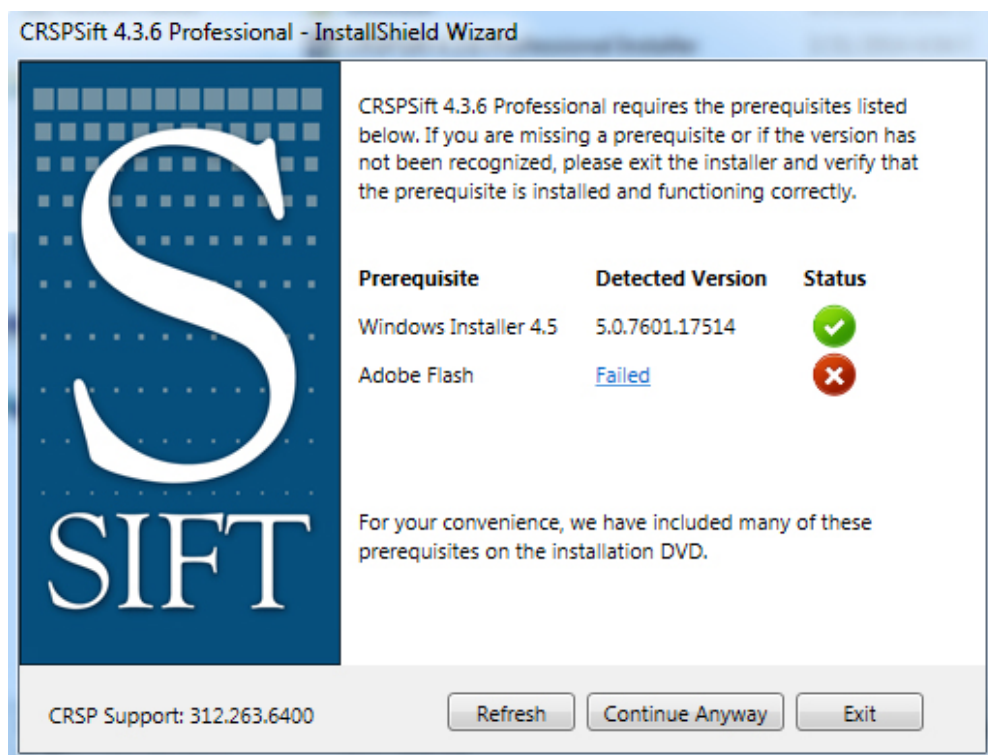 CRSPSift 4.3.6 Professional - InstallShield Wizard
CRSPSift 4.3.6 Professional requires the prerequisites listed
below. If you are missing a prerequisite or if the version has
not been recognized, please exit the installer and verify that
the prerequisite is installed and functioning correctly.
Prerequisite Detected Version Status
Windows Installer 4.5 5.0.7601.17514
Adobe Flash Failed
For your convenience, we have included many of these
prerequisites on the installation DVD.
S
SIFT
CRSP Support: 312.263.6400 Refresh Continue Anyway Exit